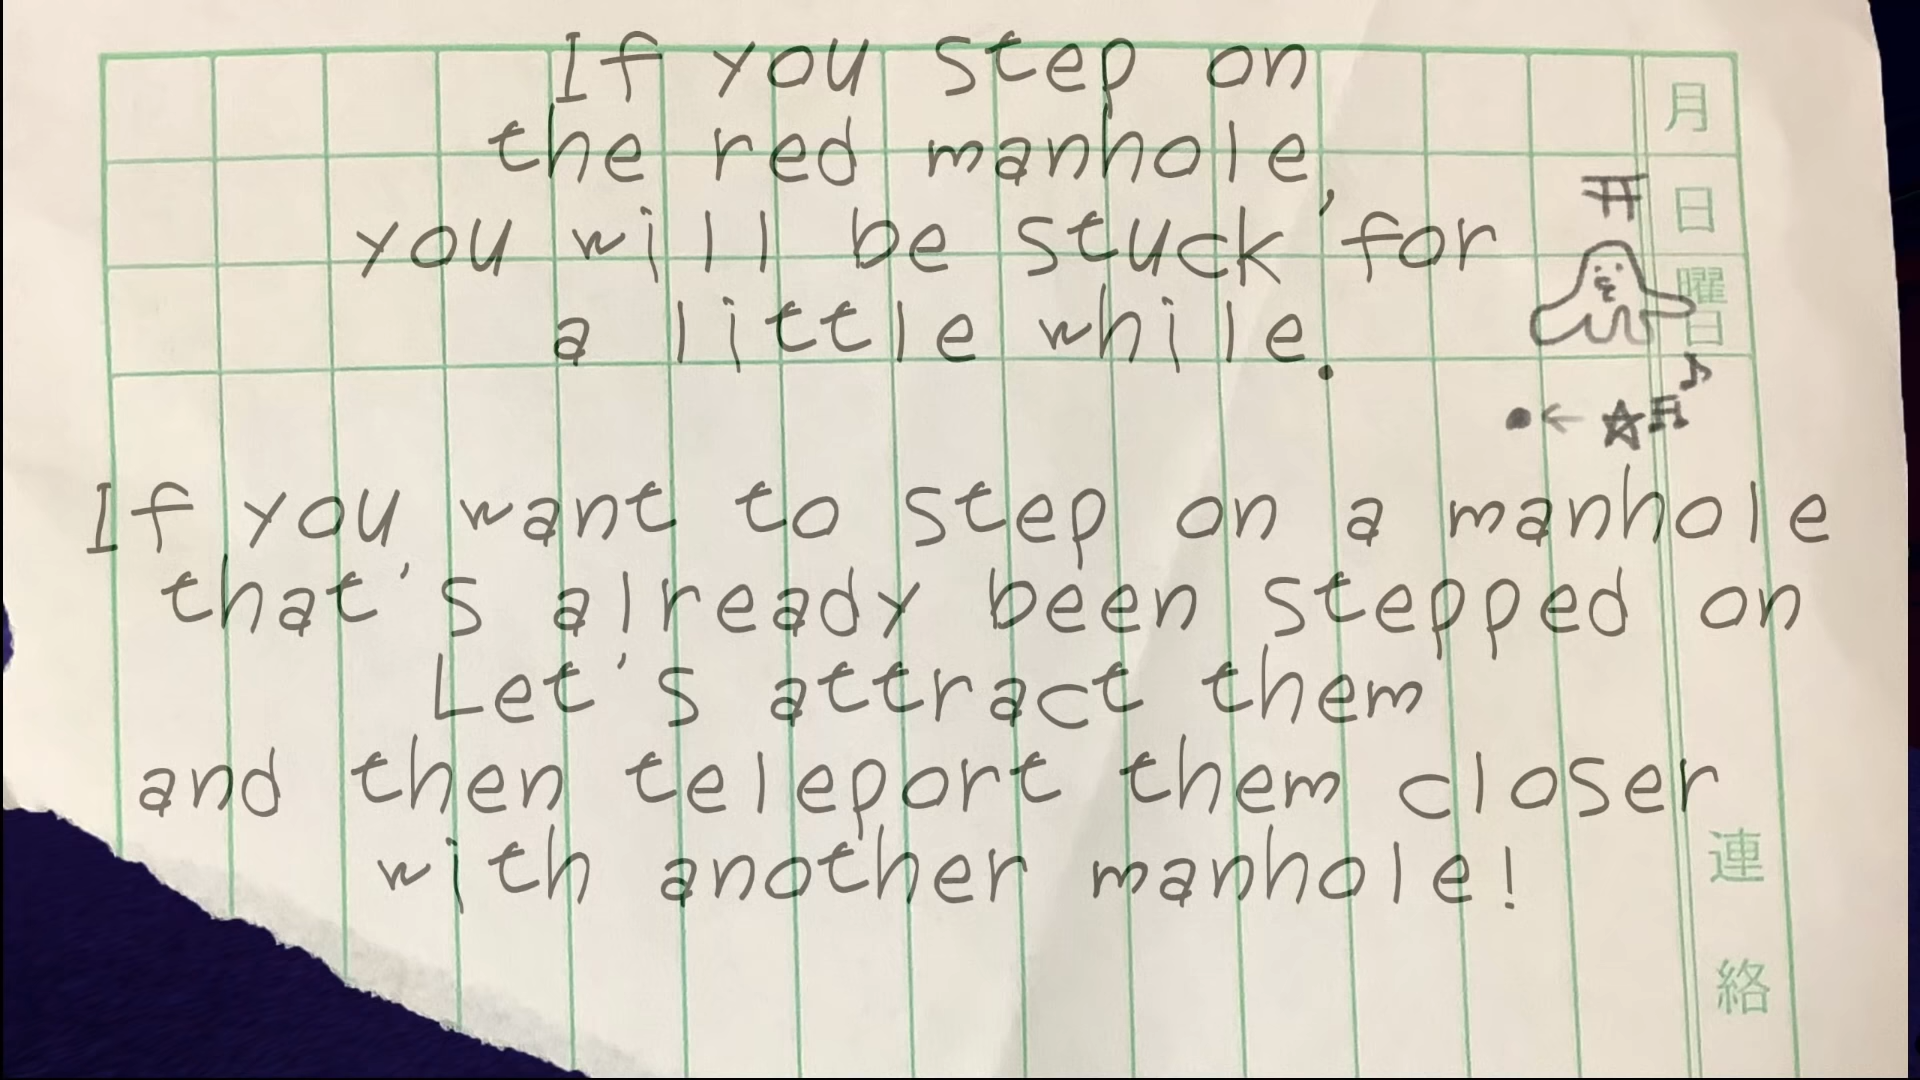 If you step on
the red manhole,
you will be stuck for
a little while.
If you want to step on a manhole
that's already been stepped on
Let's attract them
and then teleport them closer
with another manhole!
月
日
曜
日
連
絡